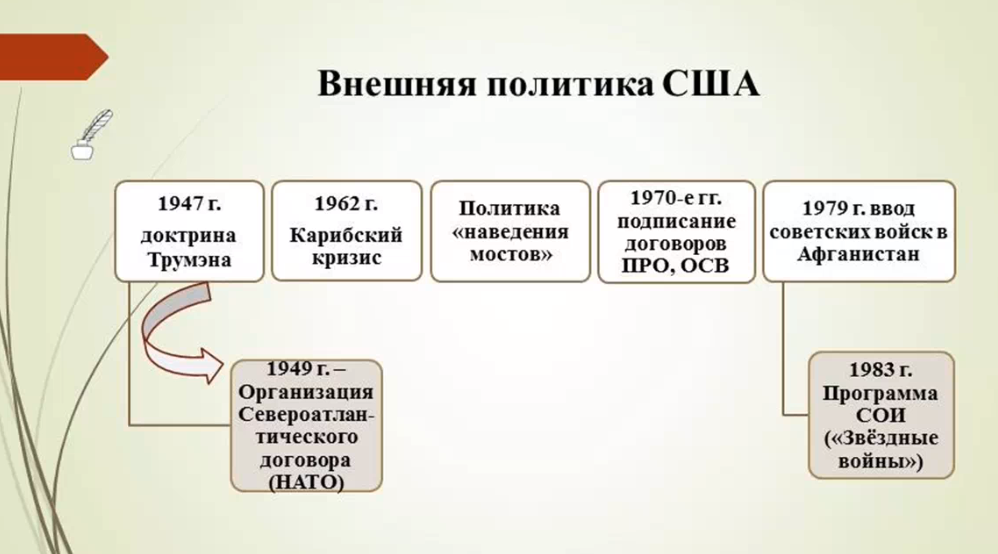 Внешняя политика США
1947 г.
доктрина
Трумэна
1962 г.
Карибский
кризис
Политика
«наведения
мостов»
1970-е гг.
подписание
договоров
ПРО, ОСВ
1979 г. ввод
советских войск в
Афганистан
1949 г. –
Организация
Североатлан-
тического
договора
(НАТО)
1983 г.
Программа
СОИ
(«Звёздные
войны»)